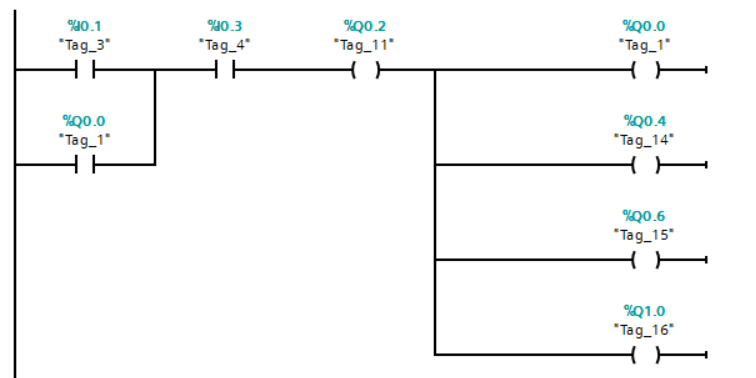 %I0.1
"Tag_3"
%I0.3
"Tag_4"
%Q0.2
"Tag_11"
%Q0.0
"Tag_1"
%Q0.0
"Tag_1"
%Q0.4
"Tag_14"
%Q0.6
"Tag_15"
%Q1.0
"Tag_16"